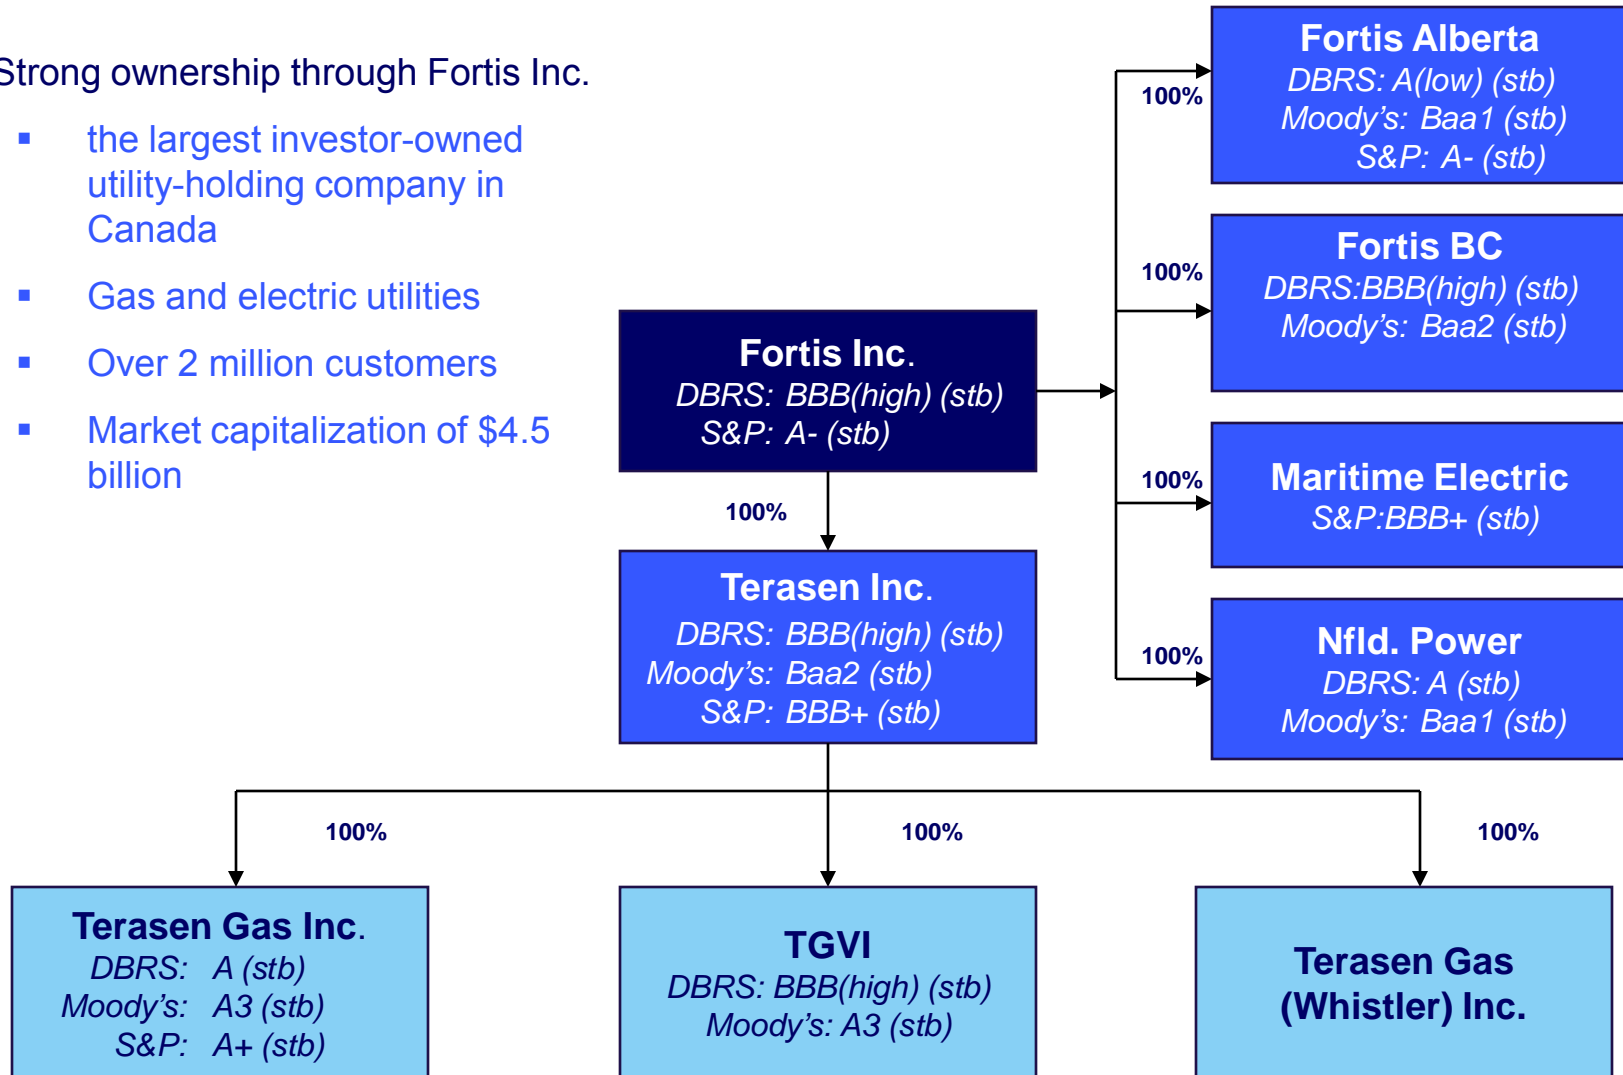 Strong ownership through Fortis Inc.
▪ the largest investor-owned
utility-holding company in
Canada
▪ Gas and electric utilities
▪ Over 2 million customers
▪ Market capitalization of $4.5
billion
Fortis Inc.
DBRS: BBB(high) (stb)
S&P: A- (stb)
100%
Fortis Alberta
DBRS: A(low) (stb)
Moody's: Baa1 (stb)
S&P: A- (stb)
100%
Fortis BC
DBRS:BBB(high) (stb)
Moody's: Baa2 (stb)
100%
Maritime Electric
S&P:BBB+ (stb)
100%
Nfld. Power
DBRS: A (stb)
Moody's: Baa1 (stb)
100%
Terasen Inc.
DBRS: BBB(high) (stb)
Moody's: Baa2 (stb)
S&P: BBB+ (stb)
100%
100%
100%
Terasen Gas Inc.
DBRS: A (stb)
Moody's: A3 (stb)
S&P: A+ (stb)
TGVI
DBRS: BBB(high) (stb)
Moody's: A3 (stb)
Terasen Gas
(Whistler) Inc.